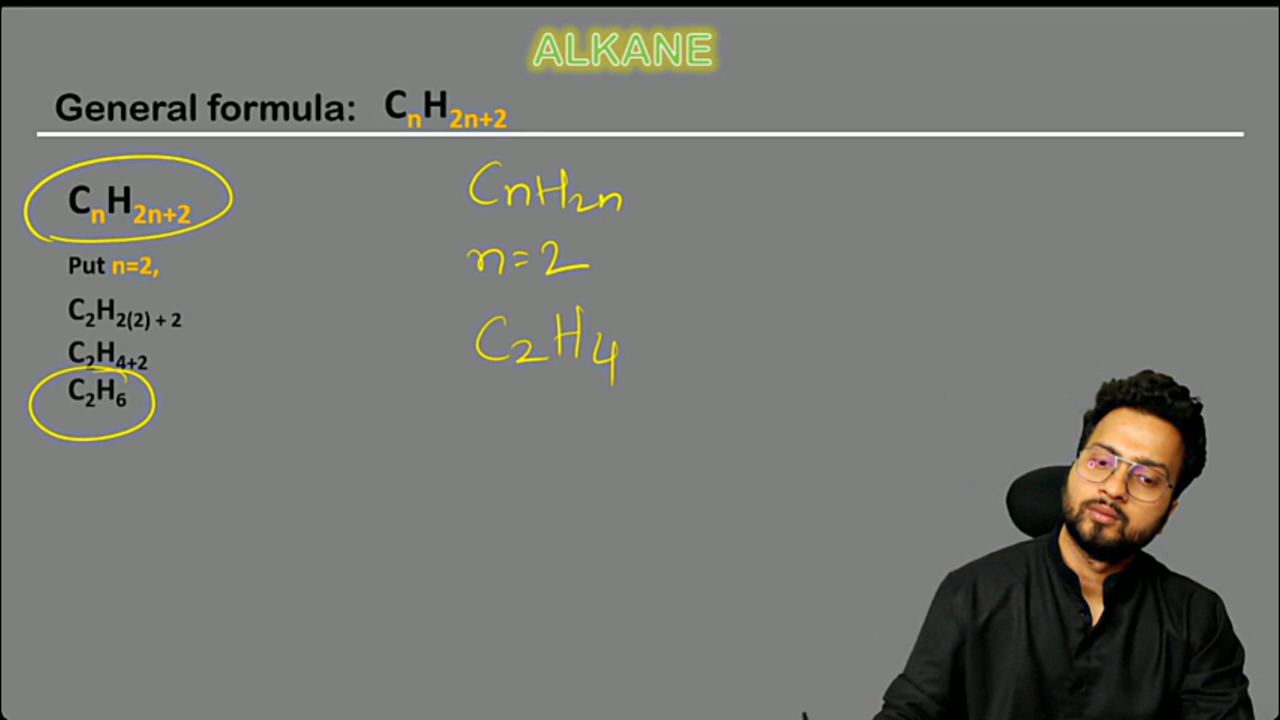 ALKANE
General formula: CₙH₂ₙ₊₂
CₙH₂ₙ₊₂
Put n=2,
C₂H₂₍₂₎ ₊ ₂
C₂H₄₊₂
C₂H₆
CₙH₂ₙ
n=2
C₂H₄